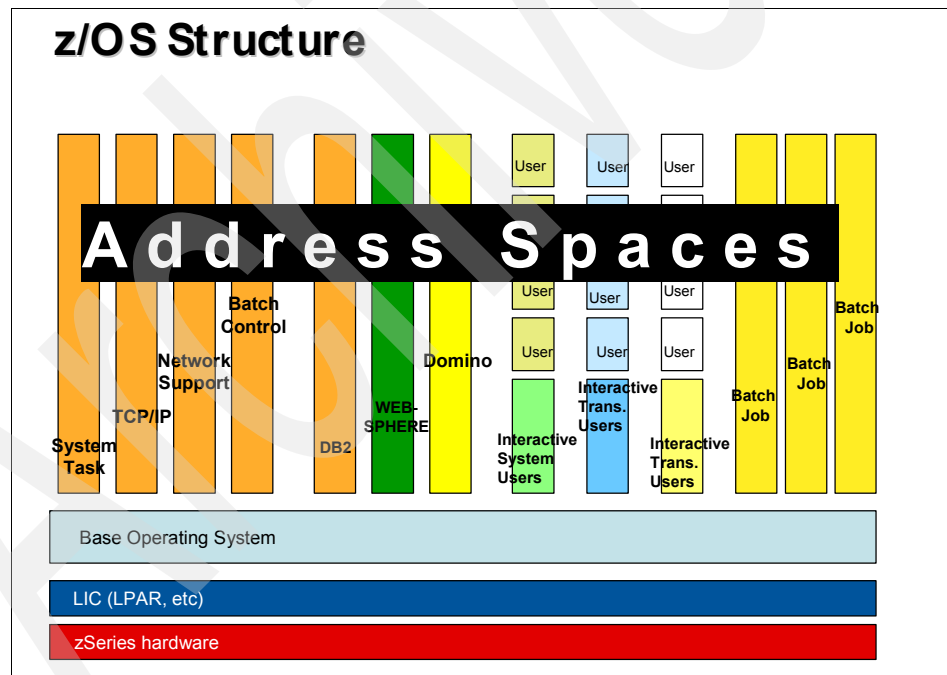 z/OS Structure
User User User
Address Spaces
User User User
Batch
Control
Batch
Job
Network
Support
User User User
Domino
Batch
Job
TCP/IP
WEB-
SPHERE
Interactive
Trans.
Users
Batch
Job
System
Task
DB2
Interactive
System
Users
Interactive
Trans.
Users
Base Operating System
LIC (LPAR, etc)
zSeries hardware